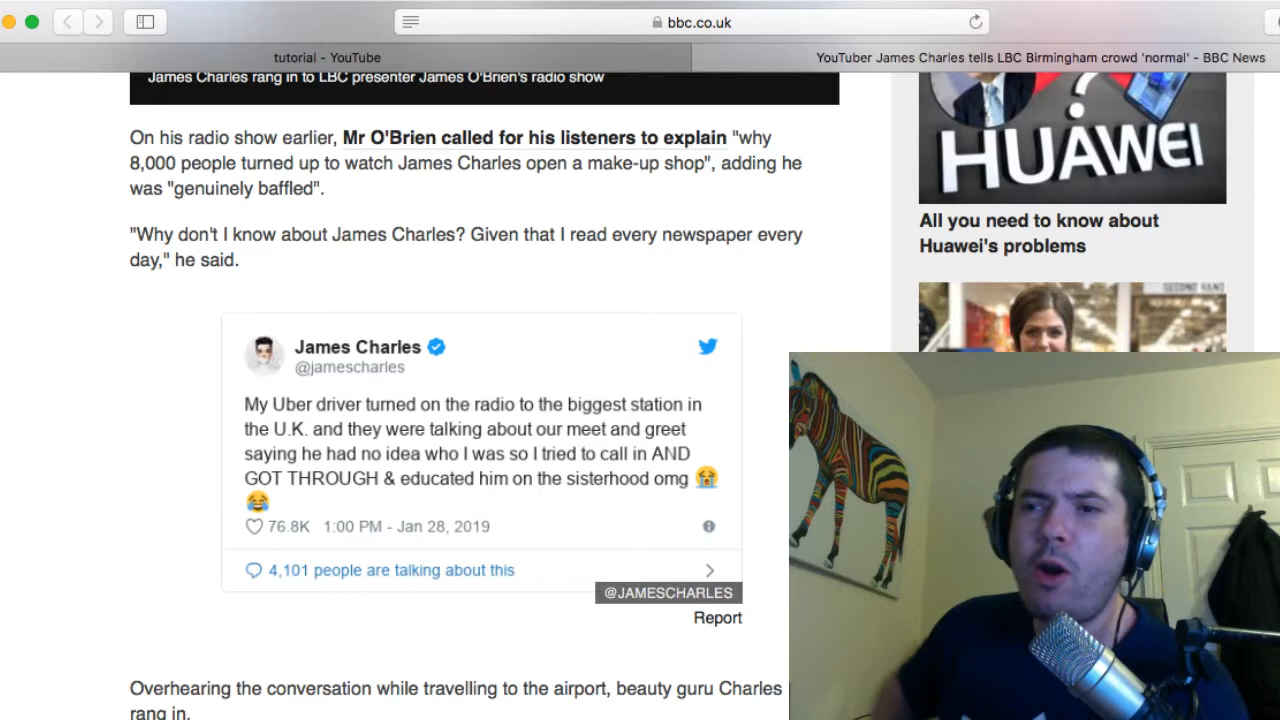 bbc.co.uk
tutorial - YouTube
YouTuber James Charles tells LBC Birmingham crowd 'normal' - BBC News
James Charles rang in to LBC presenter James O'Brien's radio show
On his radio show earlier, Mr O'Brien called for his listeners to explain "why
8,000 people turned up to watch James Charles open a make-up shop", adding he
was "genuinely baffled".
"Why don't I know about James Charles? Given that I read every newspaper every
day," he said.
James Charles
@jamescharles
My Uber driver turned on the radio to the biggest station in
the U.K. and they were talking about our meet and greet
saying he had no idea who I was so I tried to call in AND
GOT THROUGH & educated him on the sisterhood omg 😭
😂
76.8K 1:00 PM - Jan 28, 2019
4,101 people are talking about this
@JAMESCHARLES
Report
Overhearing the conversation while travelling to the airport, beauty guru Charles
rang in.
HUAWEI
All you need to know about
Huawei's problems
SECOND HAND